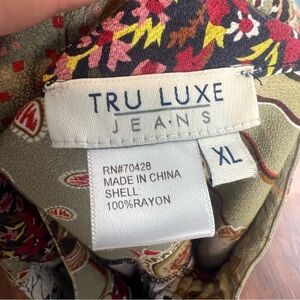 TRU LUXE
JEANS
XL
RN#70428
MADE IN CHINA
SHELL:
100%RAYON